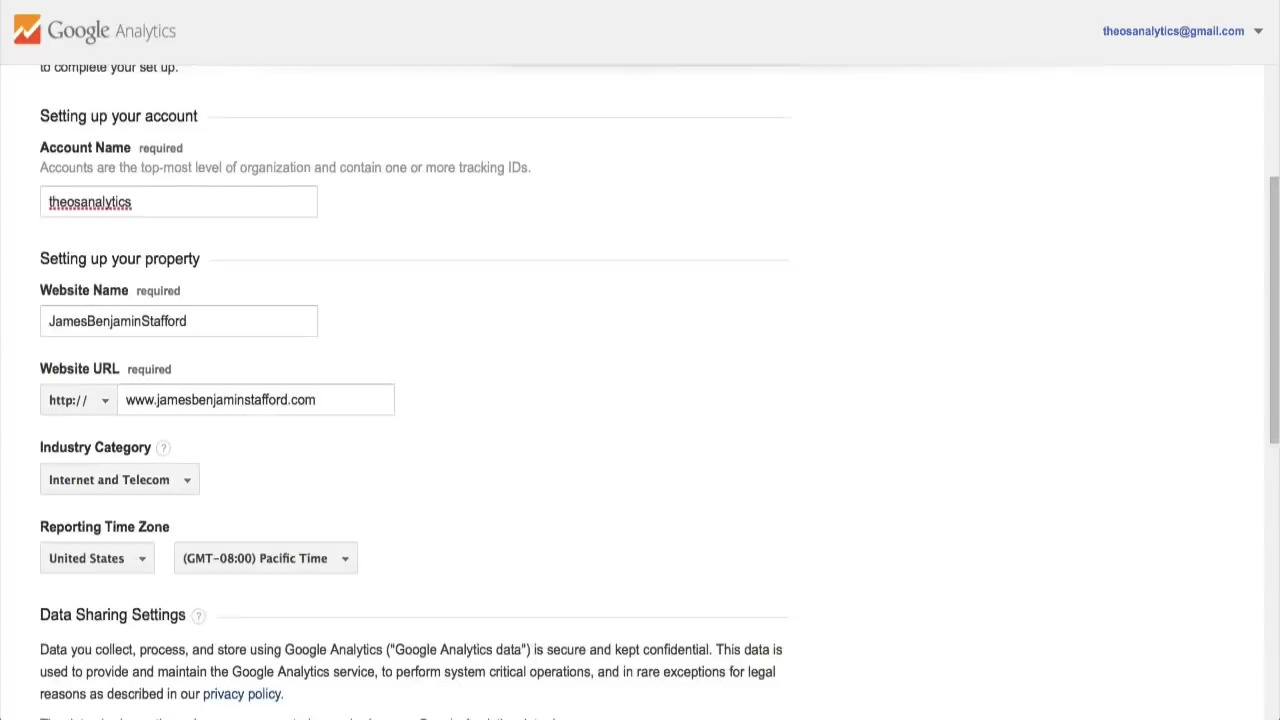 Google Analytics
theosanalytics@gmail.com
to complete your set up.
Setting up your account
Account Name required
Accounts are the top-most level of organization and contain one or more tracking IDs.
theosanalytics
Setting up your property
Website Name required
JamesBenjaminStafford
Website URL required
http:// www.jamesbenjaminstafford.com
Industry Category ?
Internet and Telecom
Reporting Time Zone
United States (GMT-08:00) Pacific Time
Data Sharing Settings ?
Data you collect, process, and store using Google Analytics ("Google Analytics data") is secure and kept confidential. This data is
used to provide and maintain the Google Analytics service, to perform system critical operations, and in rare exceptions for legal
reasons as described in our privacy policy.